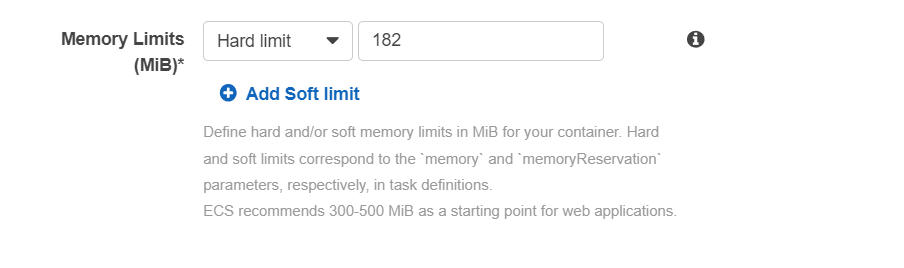 Memory Limits Hard limit 182
(MiB)*
Add Soft limit
Define hard and/or soft memory limits in MiB for your container. Hard
and soft limits correspond to the `memory` and `memoryReservation`
parameters, respectively, in task definitions.
ECS recommends 300-500 MiB as a starting point for web applications.